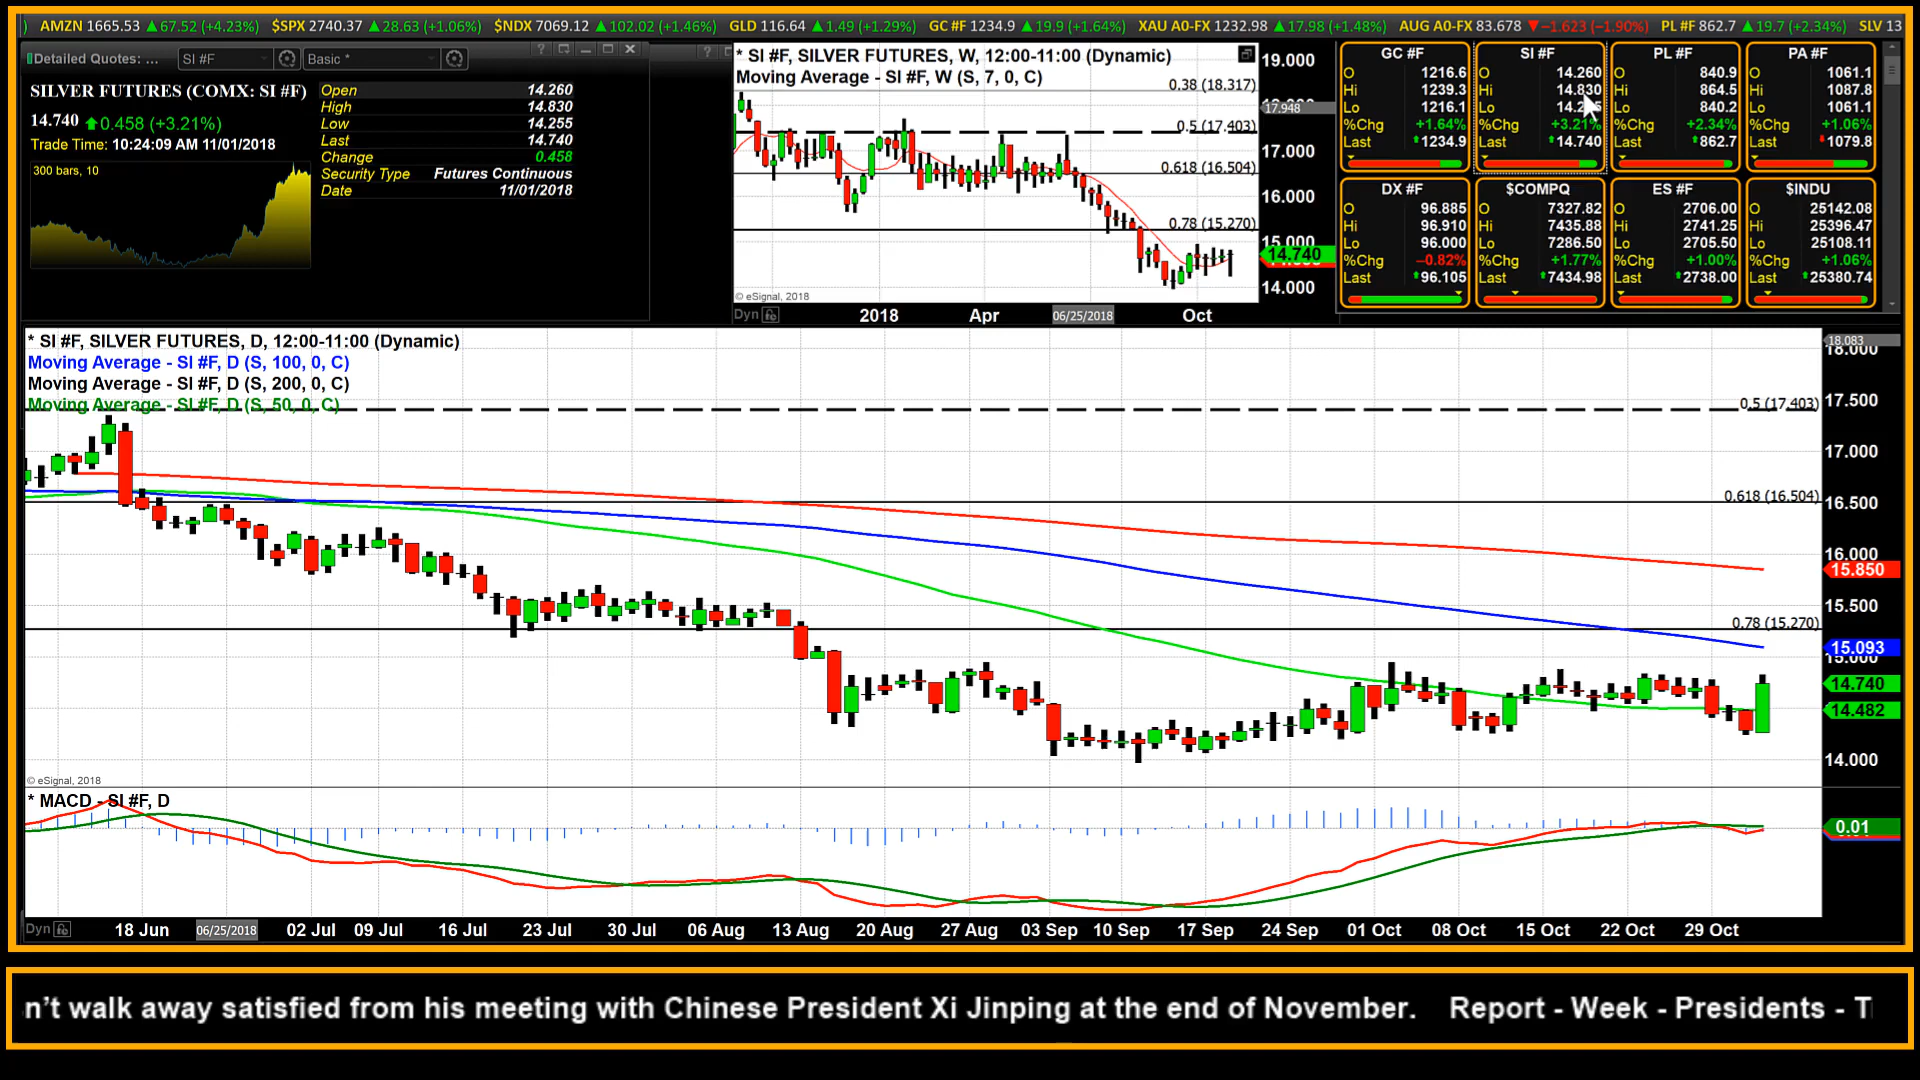 ) AMZN 1665.53 ▲67.52 (+4.23%) $SPX 2740.37 ▲28.63 (+1.06%) $NDX 7069.12 ▲102.02 (+1.46%) GLD 116.64 ▲1.49 (+1.29%) GC #F 1234.9 ▲19.9 (+1.64%) XAU A0-FX 1232.98 ▲17.98 (+1.48%) AUG A0-FX 83.678 ▼−1.623 (−1.90%) PL #F 862.7 ▲19.7 (+2.34%) SLV 13
Detailed Quotes: ... SI #F Basic *
SILVER FUTURES (COMX: SI #F)
14.740 0.458 (+3.21%)
Trade Time: 10:24:09 AM 11/01/2018
300 bars, 10
Open 14.260
High 14.830
Low 14.255
Last 14.740
Change 0.458
Security Type Futures Continuous
Date 11/01/2018
* SI #F, SILVER FUTURES, W, 12:00-11:00 (Dynamic)
Moving Average - SI #F, W (S, 7, 0, C)
0.38 (18.317)
0.5 (17.403)
0.618 (16.504)
0.78 (15.270)
19.000
17.948
17.000
16.000
15.000
14.740
14.000
© eSignal, 2018
Dyn 2018 Apr 06/25/2018 Oct
GC #F
O 1216.6
Hi 1239.3
Lo 1216.1
%Chg +1.64%
Last 1234.9
SI #F
O 14.260
Hi 14.830
Lo
%Chg +3.21%
Last 14.740
PL #F
O 840.9
Hi 864.5
Lo 840.2
%Chg +2.34%
Last 862.7
PA #F
O 1061.1
Hi 1087.8
Lo 1061.1
%Chg +1.06%
Last 1079.8
DX #F
O 96.885
Hi 96.910
Lo 96.000
%Chg −0.82%
Last 96.105
$COMPQ
O 7327.82
Hi 7435.88
Lo 7286.50
%Chg +1.77%
Last 7434.98
ES #F
O 2706.00
Hi 2741.25
Lo 2705.50
%Chg +1.00%
Last 2738.00
$INDU
O 25142.08
Hi 25396.47
Lo 25108.11
%Chg +1.06%
Last 25380.74
* SI #F, SILVER FUTURES, D, 12:00-11:00 (Dynamic)
Moving Average - SI #F, D (S, 100, 0, C)
Moving Average - SI #F, D (S, 200, 0, C)
Moving Average - SI #F, D (S, 50, 0, C)
0.5 (17.403)
0.618 (16.504)
0.78 (15.270)
18.083
18.000
17.500
17.000
16.500
16.000
15.850
15.500
15.093
15.000
14.740
14.482
14.000
© eSignal, 2018
* MACD - SI #F, D
0.01
Dyn 18 Jun 06/25/2018 02 Jul 09 Jul 16 Jul 23 Jul 30 Jul 06 Aug 13 Aug 20 Aug 27 Aug 03 Sep 10 Sep 17 Sep 24 Sep 01 Oct 08 Oct 15 Oct 22 Oct 29 Oct
n't walk away satisfied from his meeting with Chinese President Xi Jinping at the end of November. Report - Week - Presidents - T